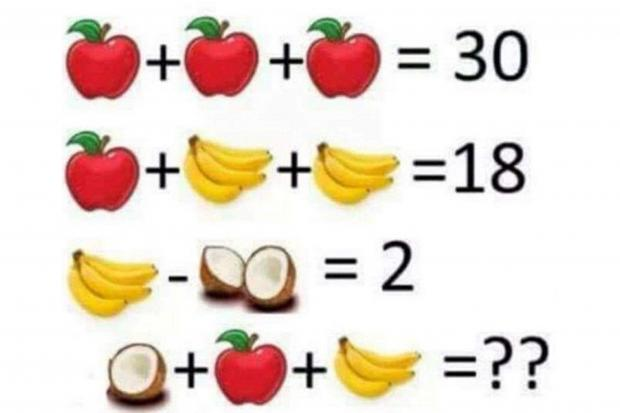 + + = 30
+ + =18
- = 2
+ + =??